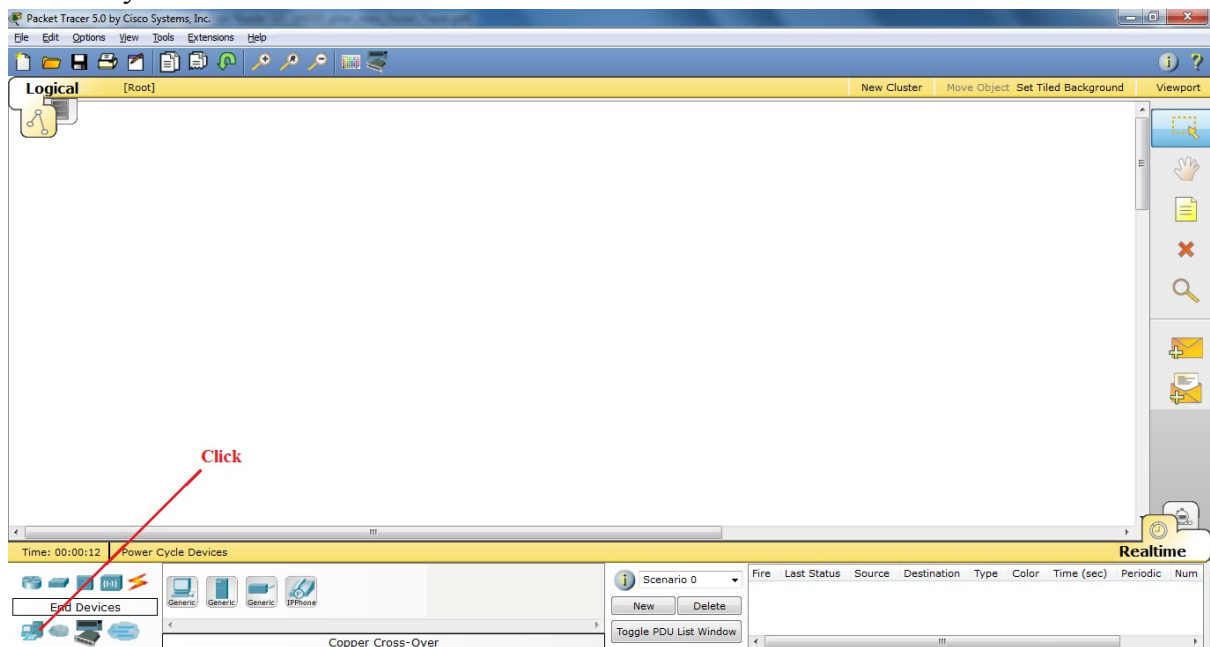 Packet Tracer 5.0 by Cisco Systems, Inc.
File Edit Options View Tools Extensions Help
Logical [Root] New Cluster Move Object Set Tiled Background Viewport
Click
Time: 00:00:12 Power Cycle Devices Realtime
Scenario 0 Fire Last Status Source Destination Type Color Time (sec) Periodic Num
End Devices Generic Generic Generic IPPhone New Delete
Toggle PDU List Window
Copper Cross-Over